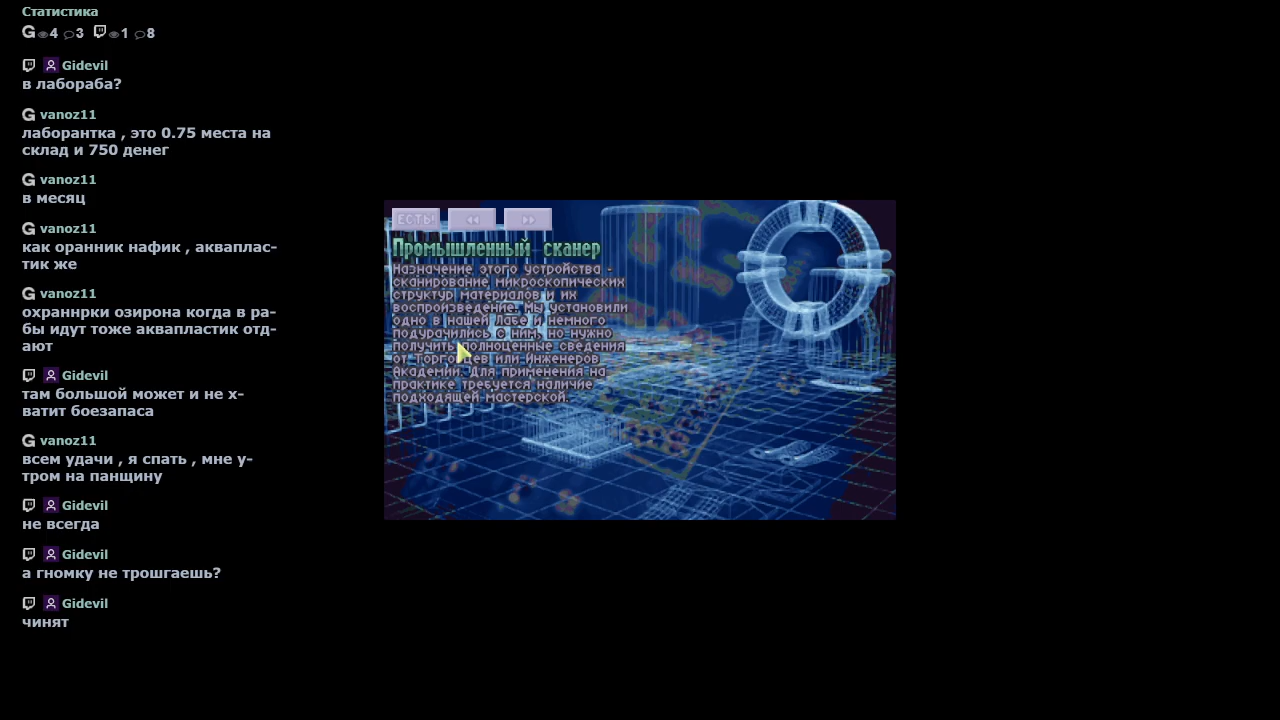 Статистика
4 3 1 8
Gidevil
в лабораба?
vanoz11
лаборантка , это 0.75 места на
склад и 750 денег
vanoz11
в месяц
vanoz11
как оранник нафик , акваплас-
тик же
vanoz11
охраннрки озирона когда в ра-
бы идут тоже аквапластик отд-
ают
Gidevil
там большой может и не х-
ватит боезапаса
vanoz11
всем удачи , я спать , мне у-
тром на панщину
Gidevil
не всегда
Gidevil
а гномку не трошгаешь?
Gidevil
чинят
ЕСТЬ!
Промышленный сканер
Назначение этого устройства -
сканирование микроскопических
структур материалов и их
воспроизведение. Мы установили
одно в нашей Лабе и немного
подурачились с ним, но нужно
получить полноценные сведения
от Торговцев или Инженеров
Академии. Для применения на
практике требуется наличие
подходящей мастерской.